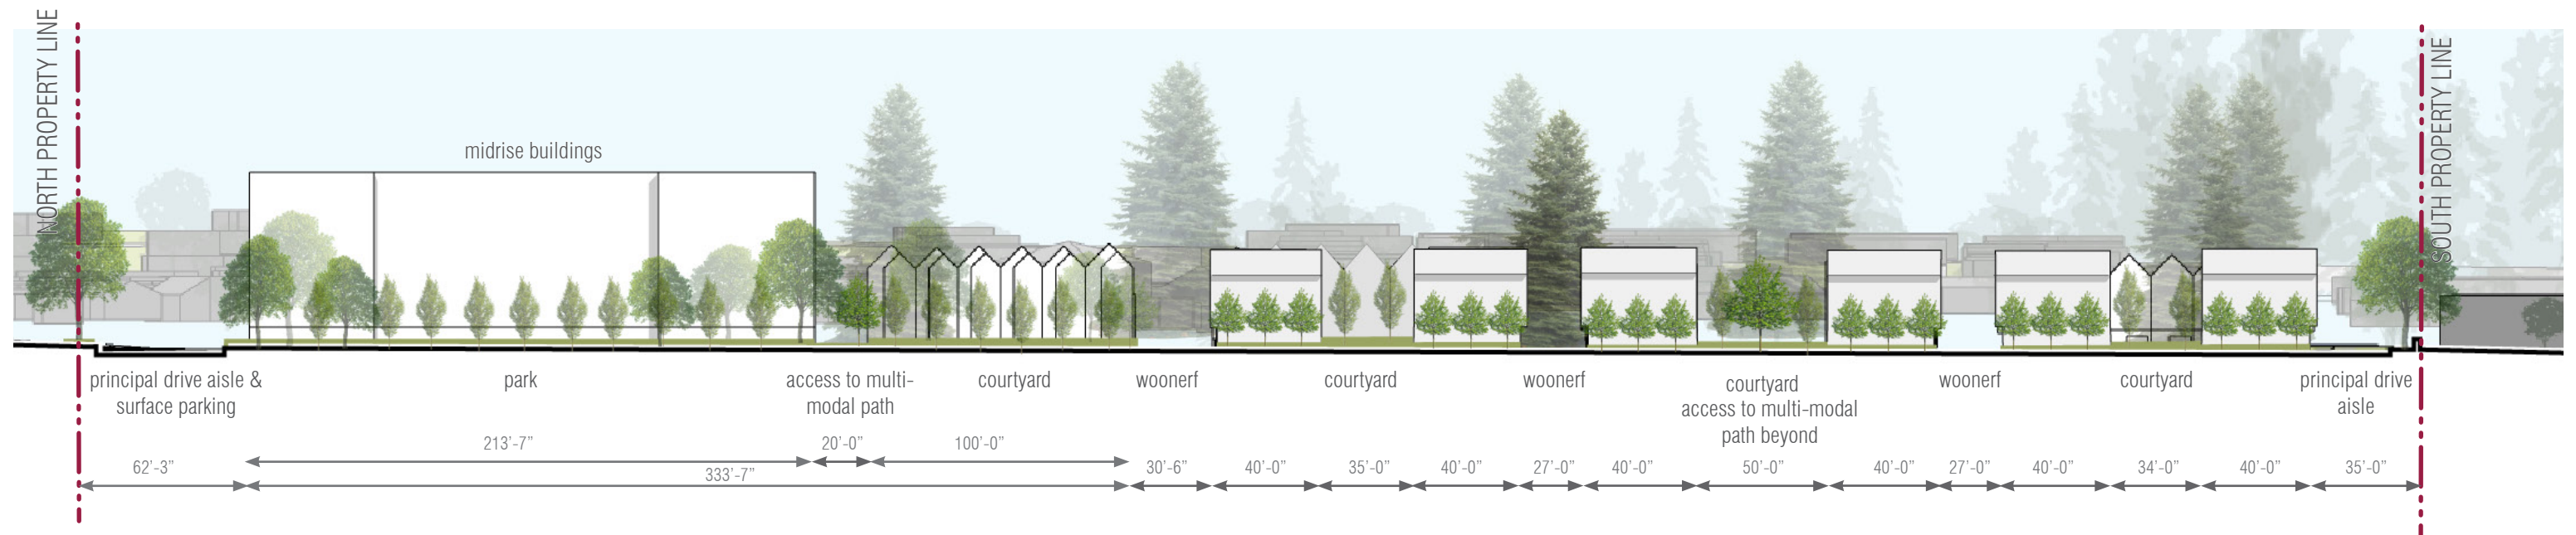 NORTH PROPERTY LINE
SOUTH PROPERTY LINE
midrise buildings
principal drive aisle &
surface parking
park
access to multi-
modal path
courtyard
woonerf
courtyard
woonerf
courtyard
access to multi-modal
path beyond
woonerf
courtyard
principal drive
aisle
213’-7”
20’-0”
100’-0”
62’-3”
333’-7”
30’-6”
40’-0”
35’-0”
40’-0”
27’-0”
40’-0”
50’-0”
40’-0”
27’-0”
40’-0”
34’-0”
40’-0”
35’-0”